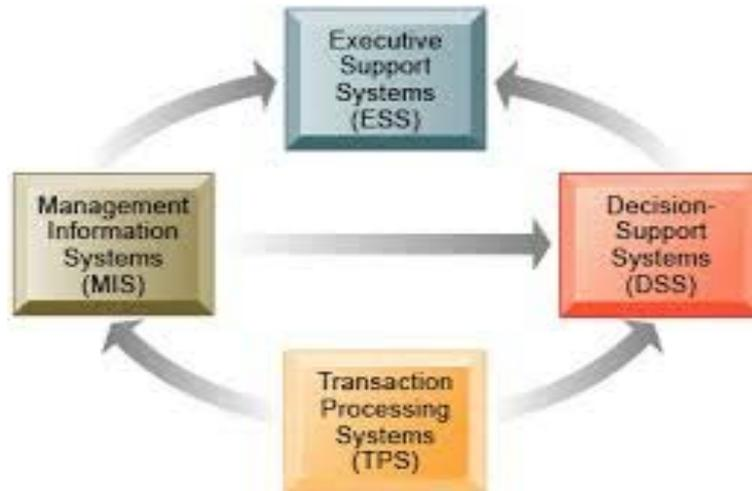 Executive
Support
Systems
(ESS)
Management
Information
Systems
(MIS)
Decision-
Support
Systems
(DSS)
Transaction
Processing
Systems
(TPS)